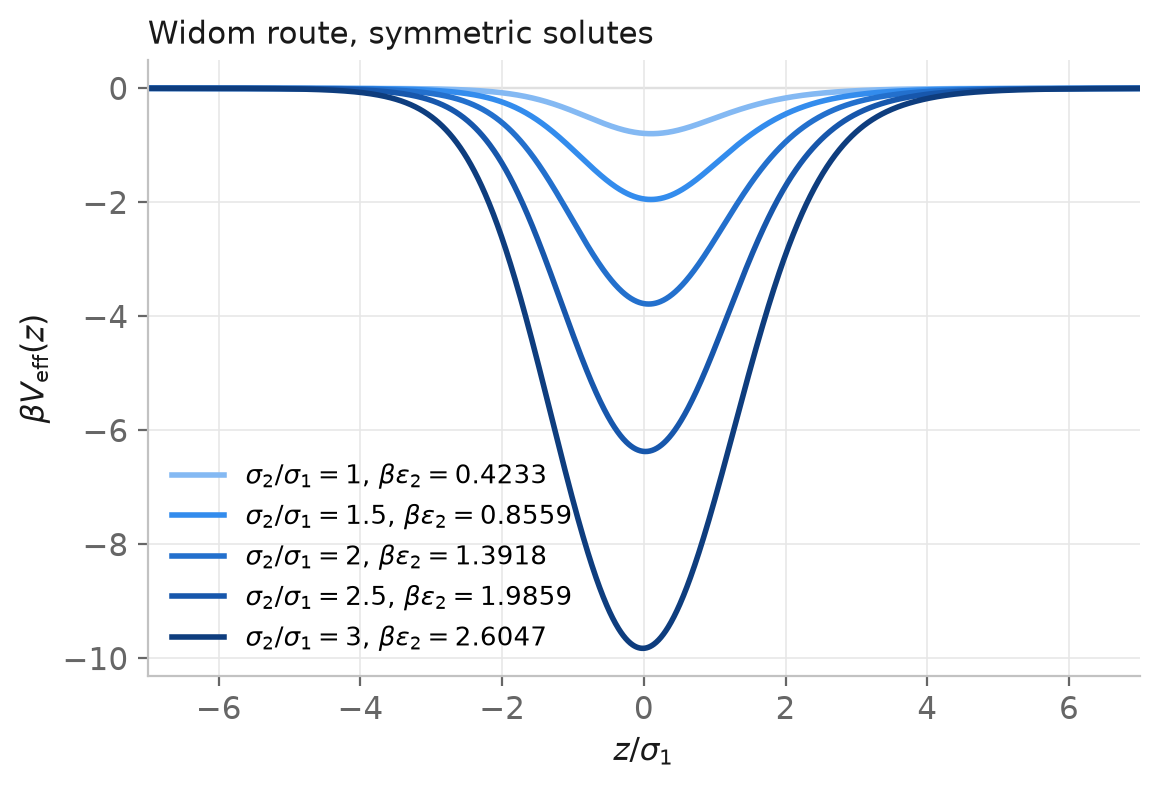 Widom route, symmetric solutes
0
−2
−4
−6
−8
−10
βV_eff(z)
σ₂/σ₁ = 1, βε₂ = 0.4233
σ₂/σ₁ = 1.5, βε₂ = 0.8559
σ₂/σ₁ = 2, βε₂ = 1.3918
σ₂/σ₁ = 2.5, βε₂ = 1.9859
σ₂/σ₁ = 3, βε₂ = 2.6047
−6 −4 −2 0 2 4 6
z/σ₁